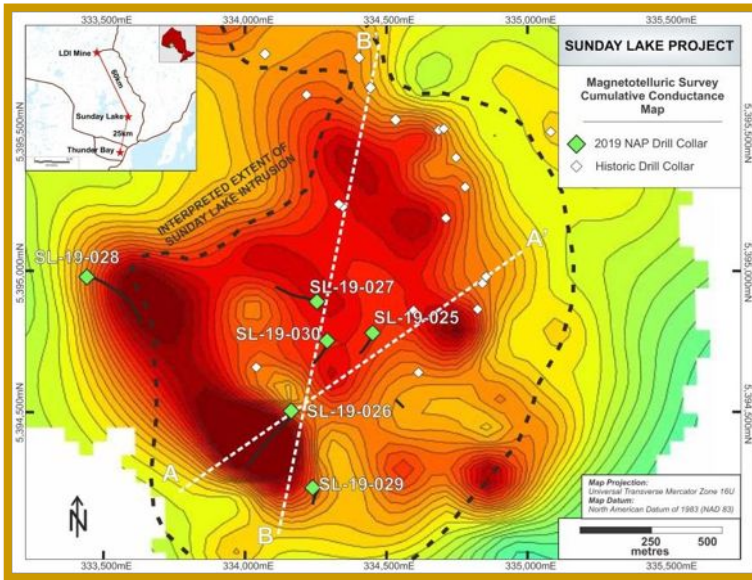 333,500mE
334,000mE
334,500mE
335,000mE
335,500mE
LDI Mine
60km
Sunday Lake
25km
Thunder Bay
SUNDAY LAKE PROJECT
Magnetotelluric Survey
Cumulative Conductance
Map
2019 NAP Drill Collar
Historic Drill Collar
5,395,500mN
5,395,500mN
INTERPRETED EXTENT OF
SUNDAY LAKE INTRUSION
B'
A'
SL-19-028
5,395,000mN
5,395,000mN
SL-19-027
SL-19-025
SL-19-030
SL-19-026
5,394,500mN
5,394,500mN
A
SL-19-029
B
N
Map Projection:
Universal Transverse Mercator Zone 16U
Map Datum:
North American Datum of 1983 (NAD 83)
250
500
metres
333,500mE
334,000mE
334,500mE
335,000mE
335,500mE